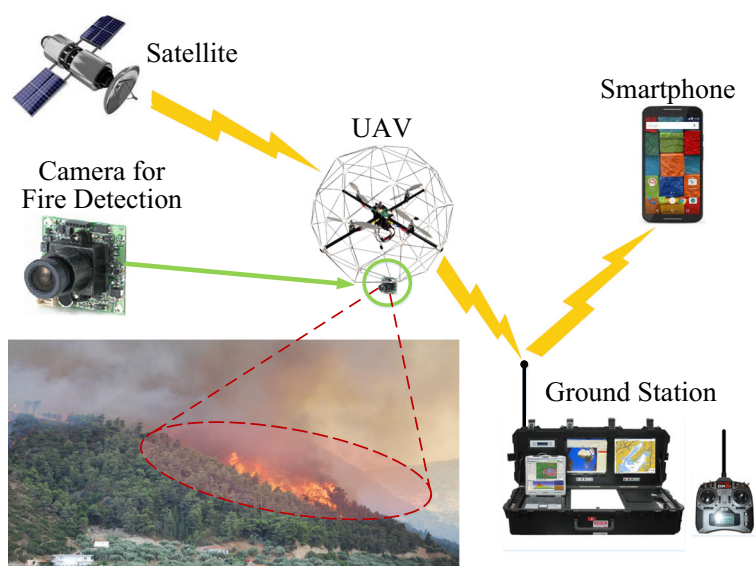 Satellite
Smartphone
UAV
Camera for
Fire Detection
Ground Station